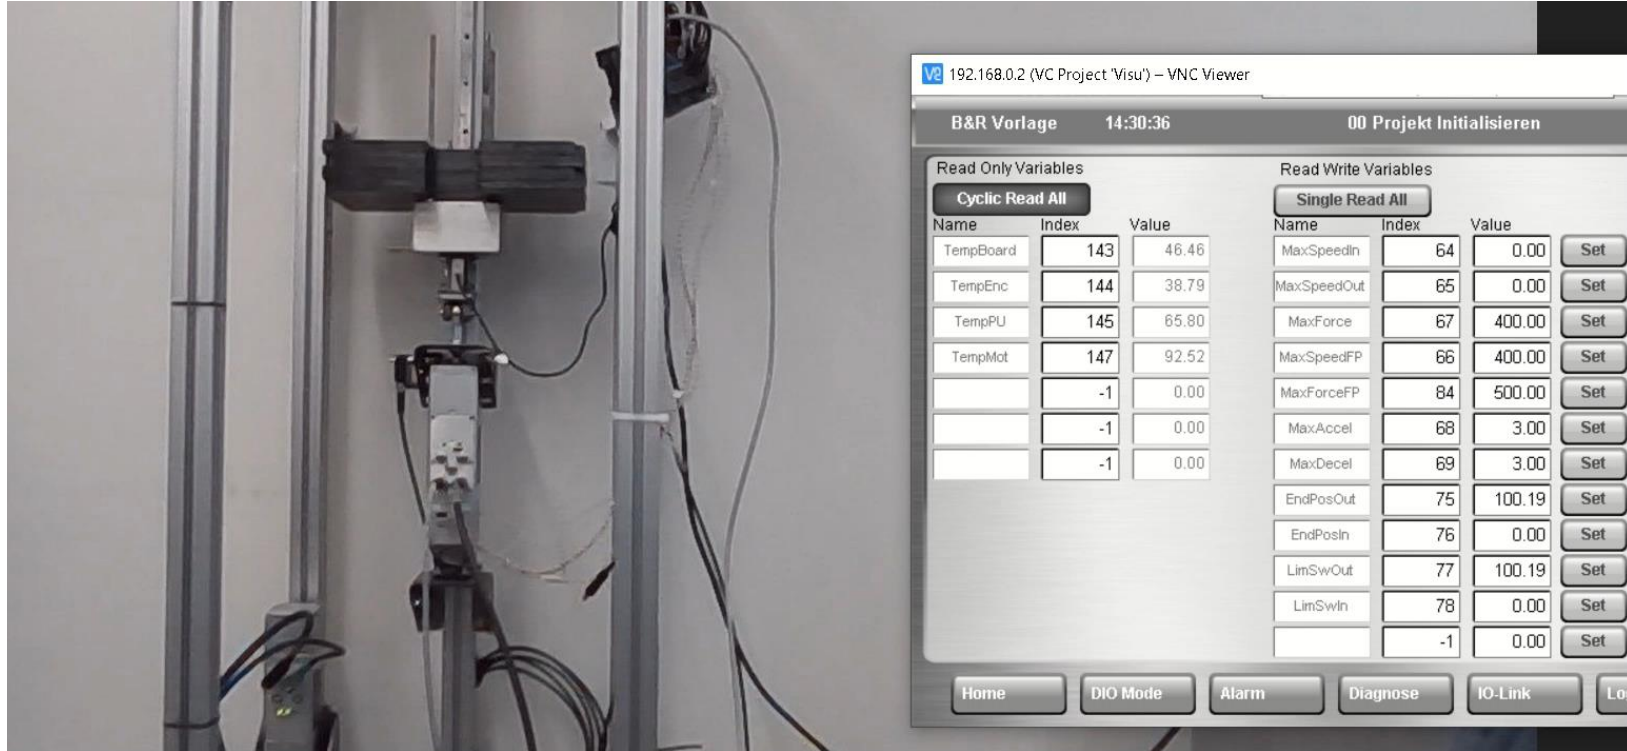 192.168.0.2 (VC Project 'Visu') – VNC Viewer
B&R Vorlage 14:30:36 00 Projekt Initialisieren
Read Only Variables
Cyclic Read All
Name Index Value
TempBoard 143 46.46
TempEnc 144 38.79
TempPU 145 65.80
TempMot 147 92.52
-1 0.00
-1 0.00
-1 0.00
Read Write Variables
Single Read All
Name Index Value
MaxSpeedIn 64 0.00 Set
MaxSpeedOut 65 0.00 Set
MaxForce 67 400.00 Set
MaxSpeedFP 66 400.00 Set
MaxForceFP 84 500.00 Set
MaxAccel 68 3.00 Set
MaxDecel 69 3.00 Set
EndPosOut 75 100.19 Set
EndPosIn 76 0.00 Set
LimSwOut 77 100.19 Set
LimSwIn 78 0.00 Set
-1 0.00 Set
Home DIO Mode Alarm Diagnose IO-Link